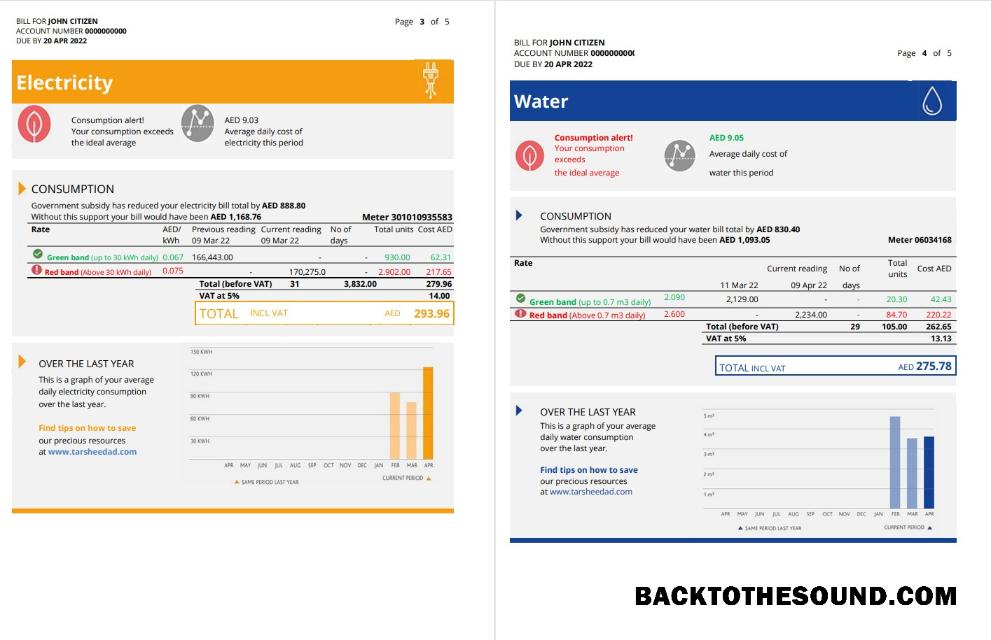 BILL FOR JOHN CITIZEN
Page 3 of 5
ACCOUNT NUMBER 0000000000
DUE BY 20 APR 2022
Electricity
Consumption alert!
Your consumption exceeds
the ideal average
AED 9.03
Average daily cost of
electricity this period
CONSUMPTION
Government subsidy has reduced your electricity bill total by AED 888.80
Without this support your bill would have been AED 1,168.76
Meter 301010935583
Rate AED/ Previous reading Current reading No of Total units Cost AED
kWh 09 Mar 22 09 Mar 22 days
Green band (up to 30 kWh daily) 0.067 166,443.00 - - 930.00 62.31
Red band (Above 30 kWh daily) 0.075 - 170,275.0 - 2.902.00 217.65
Total (before VAT) 31 3,832.00 279.96
VAT at 5% 14.00
TOTAL INCL VAT AED 293.96
OVER THE LAST YEAR
This is a graph of your average
daily electricity consumption
over the last year.
Find tips on how to save
our precious resources
at www.tarsheedad.com
150 KWH
120 KWH
90 KWH
60 KWH
30 KWH
APR MAY JUN JUL AUG SEP OCT NOV DEC JAN FEB MAR APR
SAME PERIOD LAST YEAR CURRENT PERIOD
BILL FOR JOHN CITIZEN
ACCOUNT NUMBER 0000000000
Page 4 of 5
DUE BY 20 APR 2022
Water
Consumption alert!
Your consumption
exceeds
the ideal average
AED 9.05
Average daily cost of
water this period
CONSUMPTION
Government subsidy has reduced your water bill total by AED 830.40
Without this support your bill would have been AED 1,093.05
Meter 06034168
Rate Current reading No of Total units Cost AED
11 Mar 22 09 Apr 22 days
Green band (up to 0.7 m3 daily) 2.090 2,129.00 - - 20.30 42.43
Red band (Above 0.7 m3 daily) 2.600 - 2,234.00 - 84.70 220.22
Total (before VAT) 29 105.00 262.65
VAT at 5% 13.13
TOTAL INCL VAT AED 275.78
OVER THE LAST YEAR
This is a graph of your average
daily water consumption
over the last year.
Find tips on how to save
our precious resources
at www.tarsheedad.com
5 m³
4 m³
3 m³
2 m³
1 m³
APR MAY JUN JUL AUG SEP OCT NOV DEC JAN FEB MAR APR
SAME PERIOD LAST YEAR CURRENT PERIOD
BACKTOTHESOUND.COM